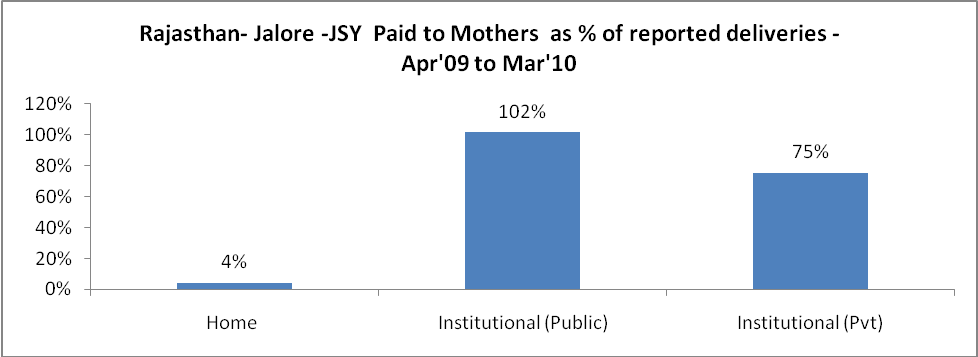 Rajasthan- Jalore -JSY  Paid to Mothers  as % of reported deliveries -
Apr'09 to Mar'10
120%
100%
80%
60%
40%
20%
0%
4%
102%
75%
Home
Institutional (Public)
Institutional (Pvt)